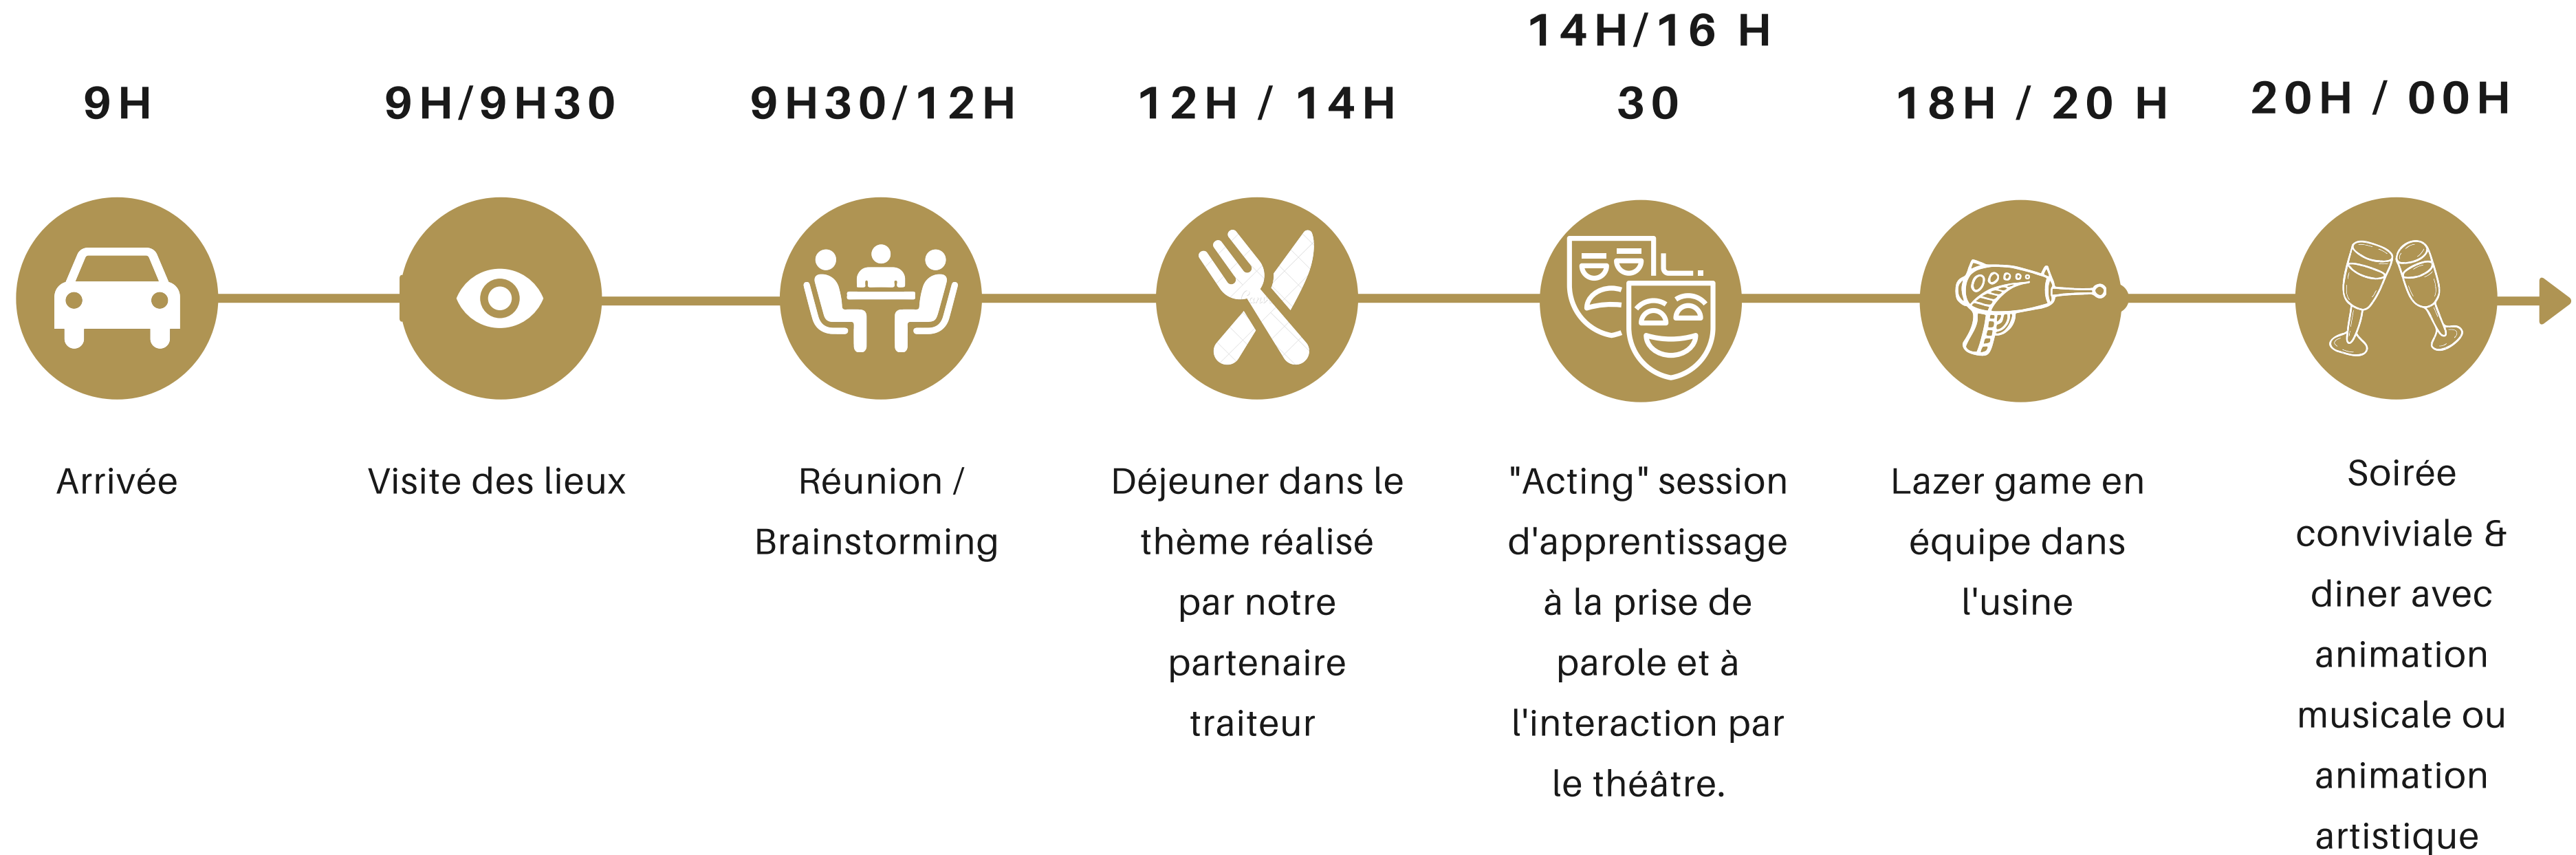 9H
Arrivée
9H/9H30
Visite des lieux
9H30/12H
Réunion /
Brainstorming
12H / 14H
Déjeuner dans le
thème réalisé
par notre
partenaire
traiteur
14H/16 H
30
"Acting" session
d'apprentissage
à la prise de
parole et à
l'interaction par
le théâtre.
18H / 20 H
Lazer game en
équipe dans
l'usine
20H / 00H
Soirée
conviviale &
diner avec
animation
musicale ou
animation
artistique